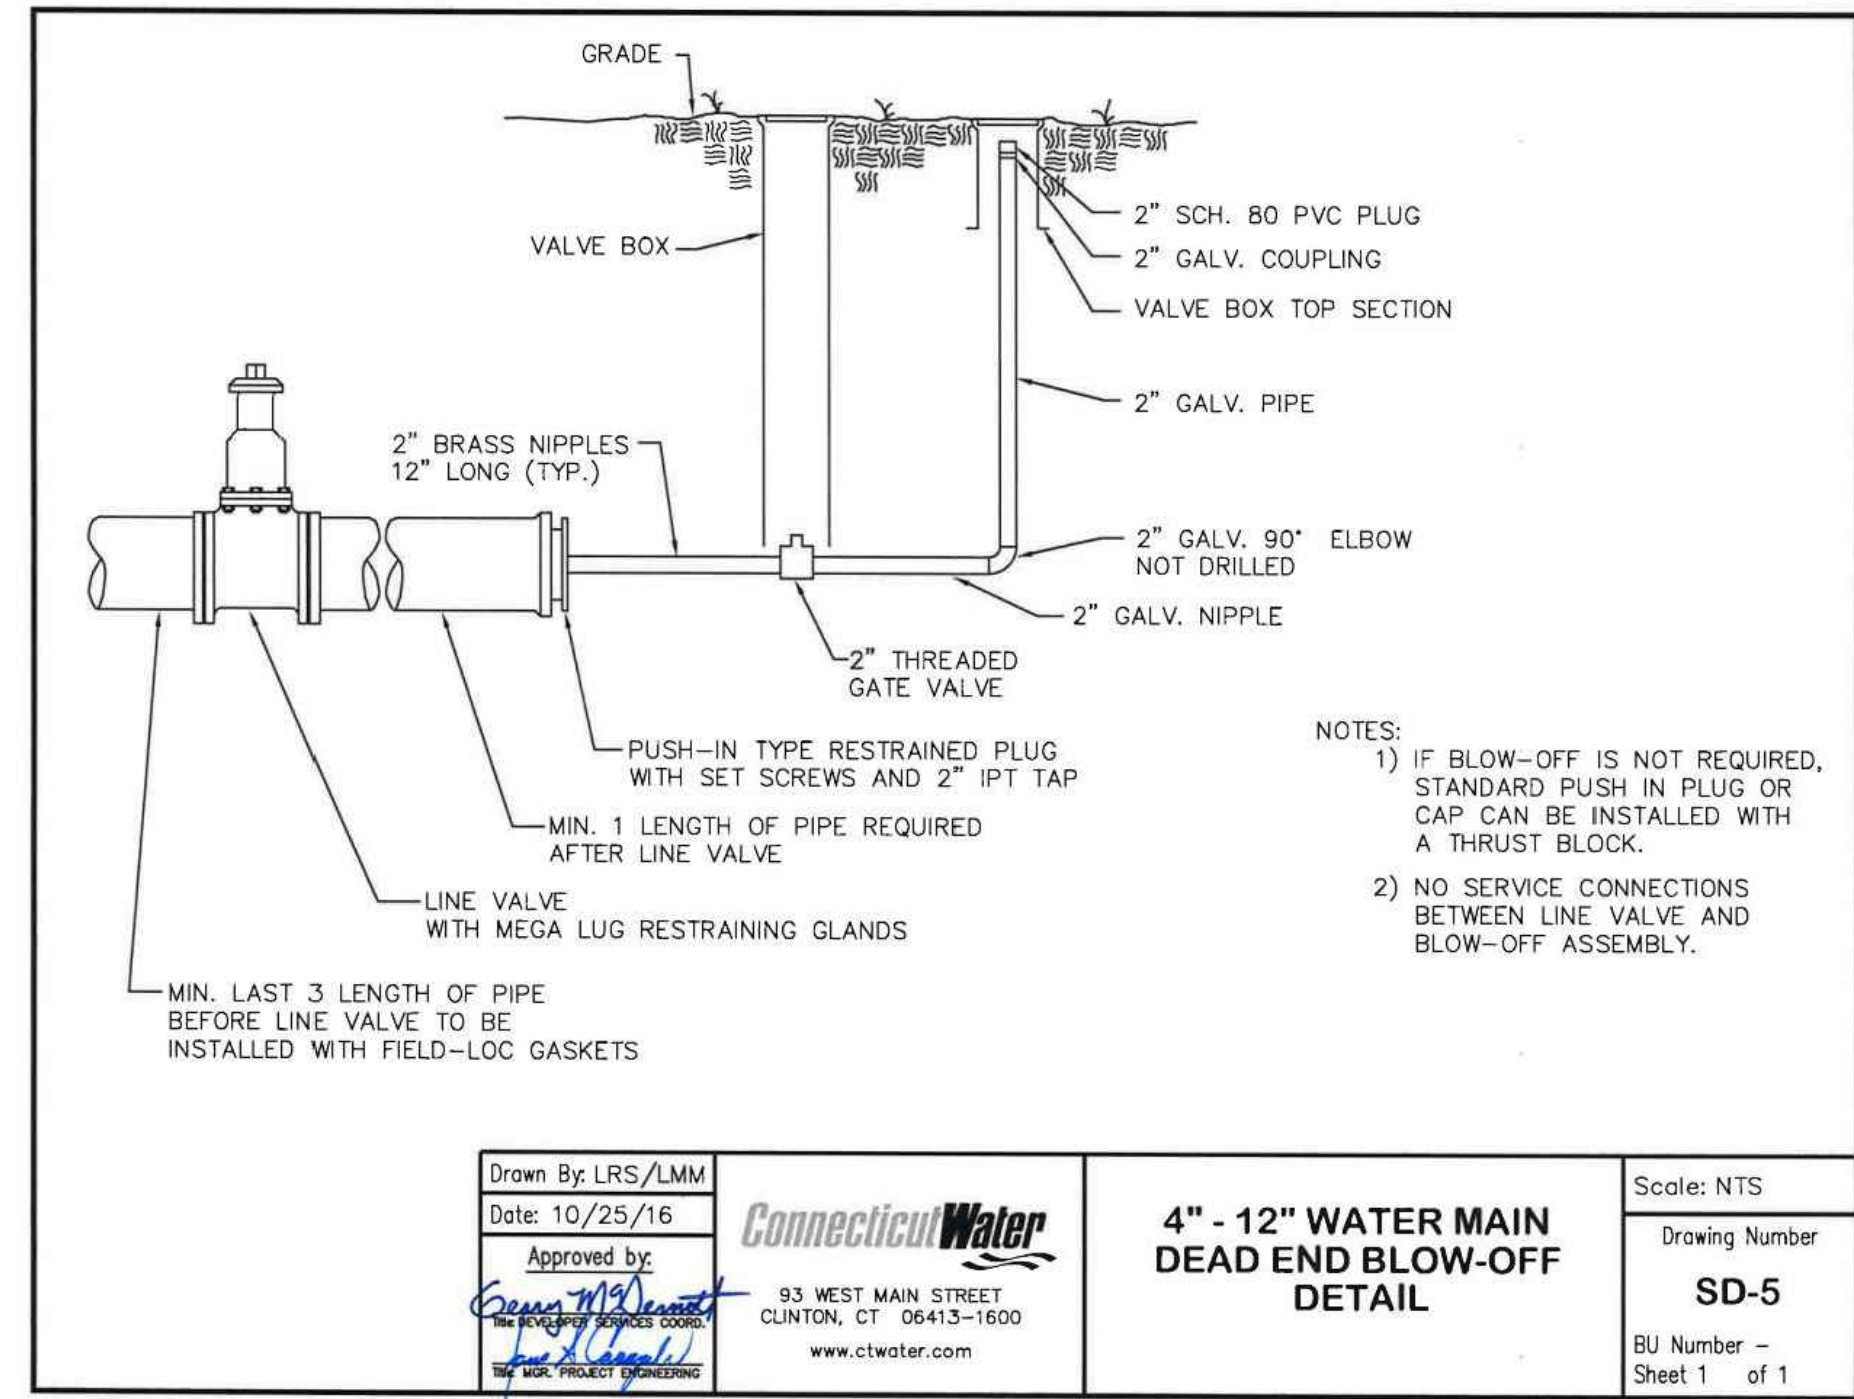 GRADE
VALVE BOX
2" SCH. 80 PVC PLUG
2" GALV. COUPLING
VALVE BOX TOP SECTION
2" GALV. PIPE
2" BRASS NIPPLES
12" LONG (TYP.)
2" GALV. 90° ELBOW
NOT DRILLED
2" GALV. NIPPLE
2" THREADED
GATE VALVE
PUSH-IN TYPE RESTRAINED PLUG
WITH SET SCREWS AND 2" IPT TAP
MIN. 1 LENGTH OF PIPE REQUIRED
AFTER LINE VALVE
LINE VALVE
WITH MEGA LUG RESTRAINING GLANDS
MIN. LAST 3 LENGTH OF PIPE
BEFORE LINE VALVE TO BE
INSTALLED WITH FIELD-LOC GASKETS
NOTES:
1) IF BLOW-OFF IS NOT REQUIRED,
STANDARD PUSH IN PLUG OR
CAP CAN BE INSTALLED WITH
A THRUST BLOCK.
2) NO SERVICE CONNECTIONS
BETWEEN LINE VALVE AND
BLOW-OFF ASSEMBLY.
Drawn By: LRS/LMM
Date: 10/25/16
Approved by:
Title: DEVELOPER SERVICES COORD.
Title: MGR. PROJECT ENGINEERING
ConnecticutWater
93 WEST MAIN STREET
CLINTON, CT 06413-1600
www.ctwater.com
4" - 12" WATER MAIN
DEAD END BLOW-OFF
DETAIL
Scale: NTS
Drawing Number
SD-5
BU Number -
Sheet 1 of 1